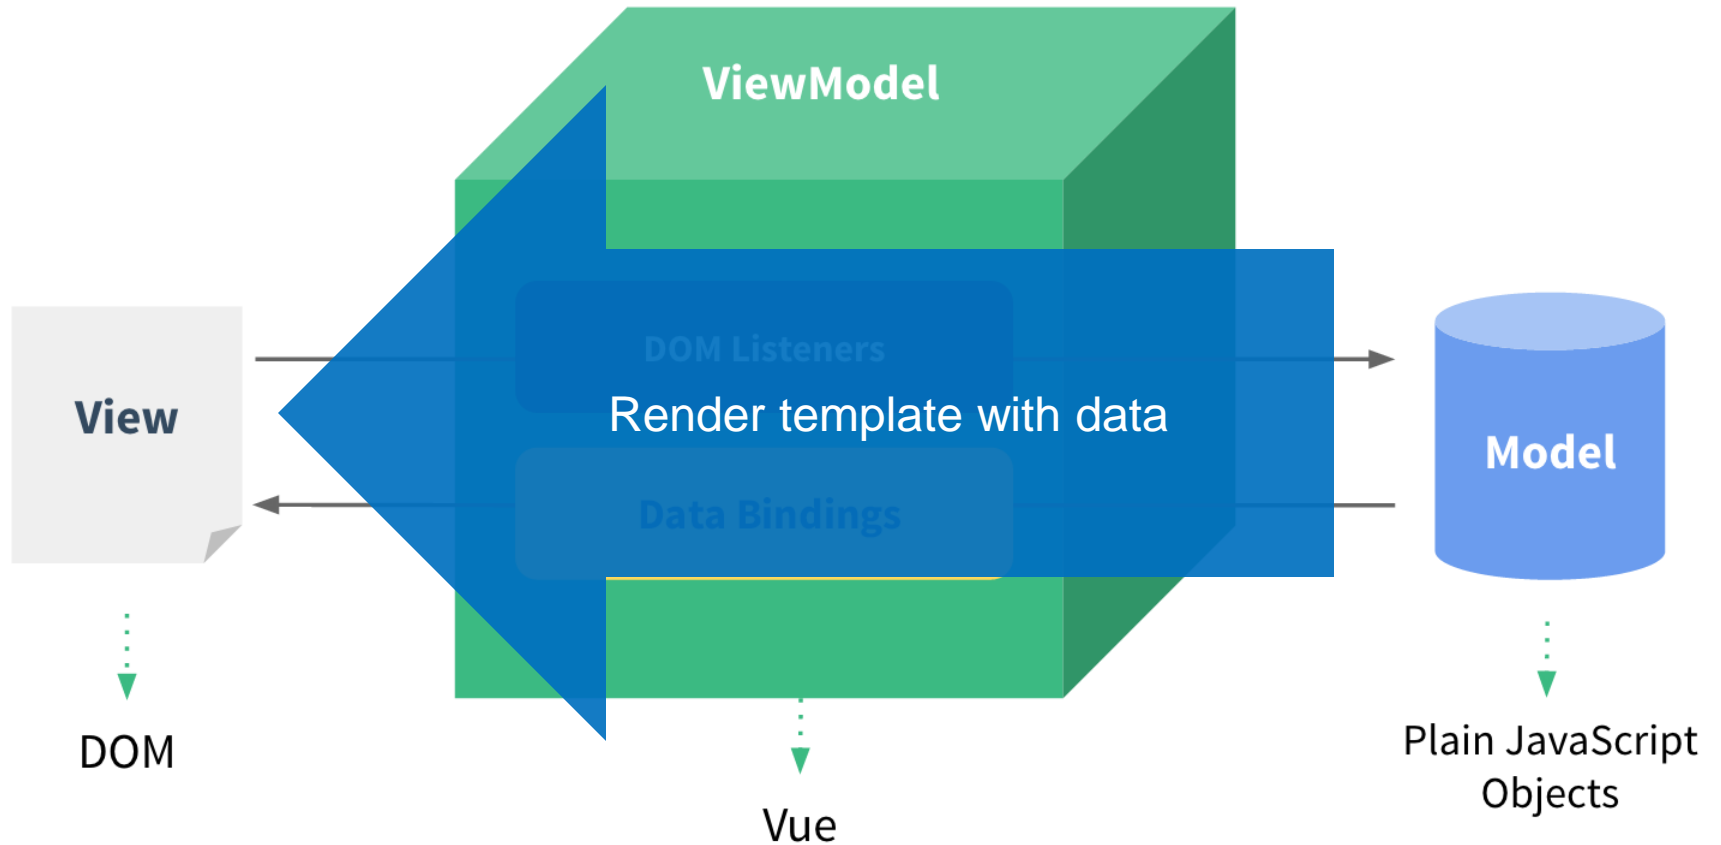 ViewModel
DOM Listeners
View
Render template with data
Model
Data Bindings
DOM
Plain JavaScript
Objects
Vue